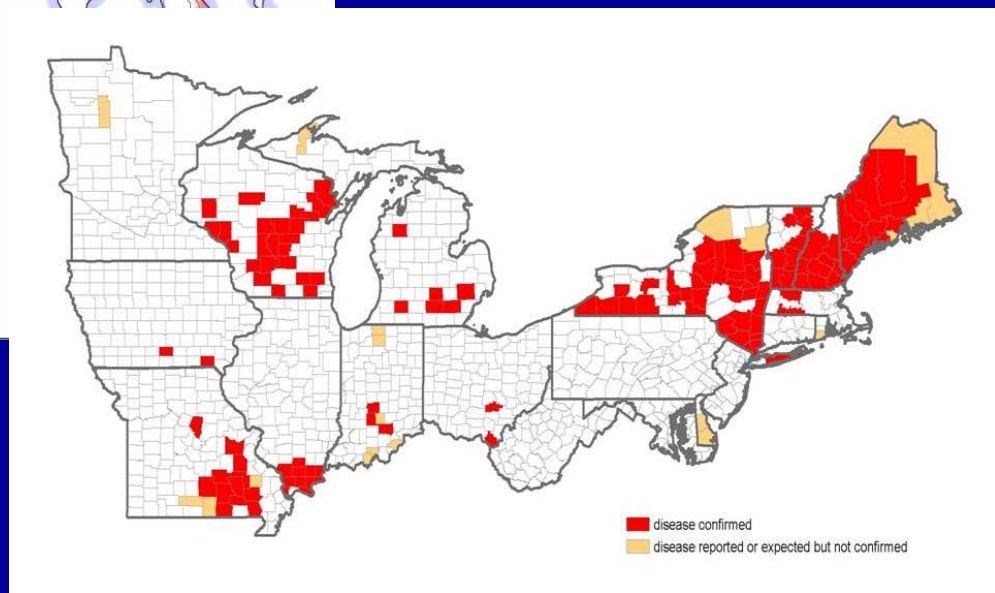 disease confirmed
disease reported or expected but not confirmed